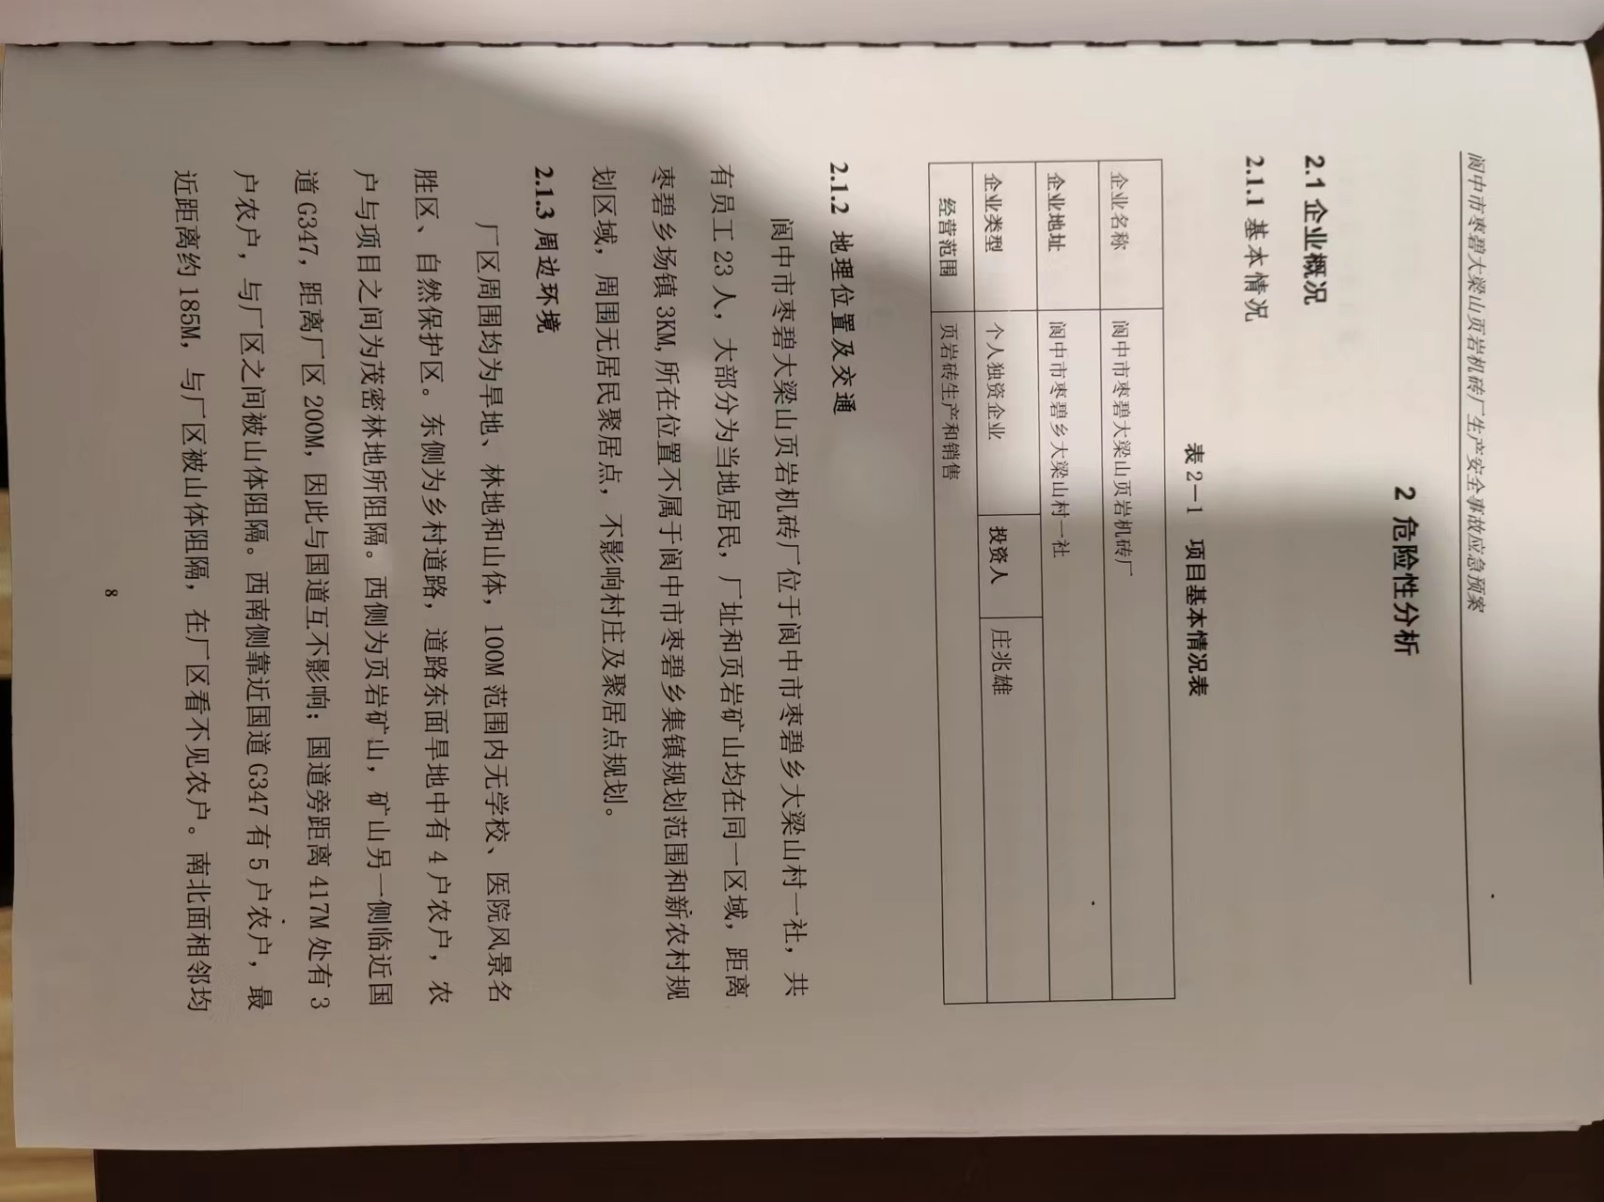 阆中市枣碧大梁山页岩机砖厂生产安全事故应急预案
2 危险性分析
2.1 企业概况
2.1.1 基本情况
表 2—1 项目基本情况表
企业名称 阆中市枣碧大梁山页岩机砖厂
企业地址 阆中市枣碧乡大梁山村一社
企业类型 个人独资企业 投资人 庄兆雄
经营范围 页岩砖生产和销售
2.1.2 地理位置及交通
阆中市枣碧大梁山页岩机砖厂位于阆中市枣碧乡大梁山村一社，共
有员工 23 人，大部分为当地居民，厂址和页岩矿山均在同一区域，距离
枣碧乡场镇 3KM,所在位置不属于阆中市枣碧乡集镇规划范围和新农村规
划区域，周围无居民聚居点，不影响村庄及聚居点规划。
2.1.3 周边环境
厂区周围均为旱地、林地和山体，100M 范围内无学校、医院风景名
胜区、自然保护区。东侧为乡村道路，道路东面旱地中有 4 户农户，农
户与项目之间为茂密林地所阻隔。西侧为页岩矿山，矿山另一侧临近国
道 G347，距离厂区 200M，因此与国道互不影响；国道旁距离 417M 处有 3
户农户，与厂区之间被山体阻隔。西南侧靠近国道 G347 有 5 户农户，最
近距离约 185M，与厂区被山体阻隔，在厂区看不见农户。南北面相邻均
8